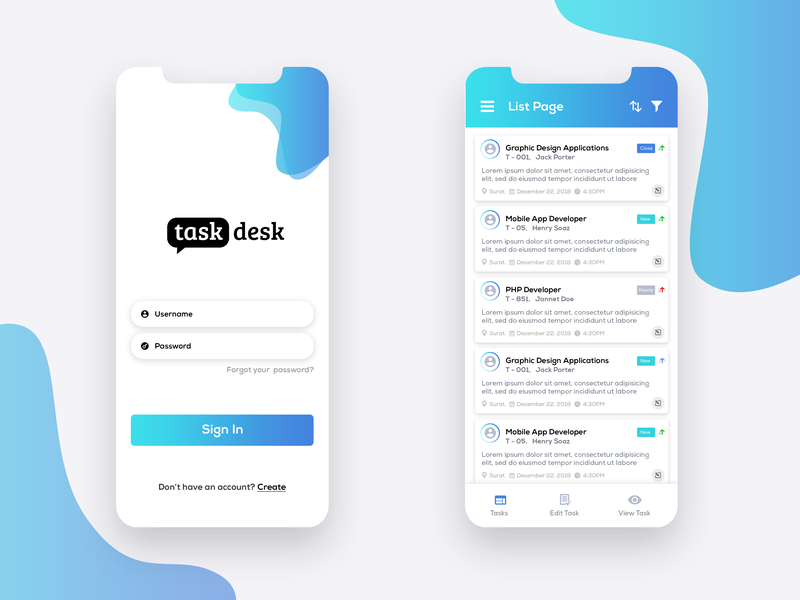 task desk
Username
Password
Forgot your password?
Sign In
Don't have an account? Create
List Page
Graphic Design Applications
Close
T - 001, Jack Porter
Lorem ipsum dolor sit amet, consectetur adipisicing
elit, sed do eiusmod tempor incididunt ut labore
Surat December 22, 2018 4:30PM
Mobile App Developer
New
T - 05, Henry Soaz
Lorem ipsum dolor sit amet, consectetur adipisicing
elit, sed do eiusmod tempor incididunt ut labore
Surat December 22, 2018 4:30PM
PHP Developer
Ready
T - 851, Jannet Doe
Lorem ipsum dolor sit amet, consectetur adipisicing
elit, sed do eiusmod tempor incididunt ut labore
Surat December 22, 2018 4:30PM
Graphic Design Applications
New
T - 001, Jack Porter
Lorem ipsum dolor sit amet, consectetur adipisicing
elit, sed do eiusmod tempor incididunt ut labore
Surat December 22, 2018 4:30PM
Mobile App Developer
New
T - 05, Henry Soaz
Lorem ipsum dolor sit amet, consectetur adipisicing
elit, sed do eiusmod tempor incididunt ut labore
Surat December 22, 2018 4:30PM
Tasks Edit Task View Task